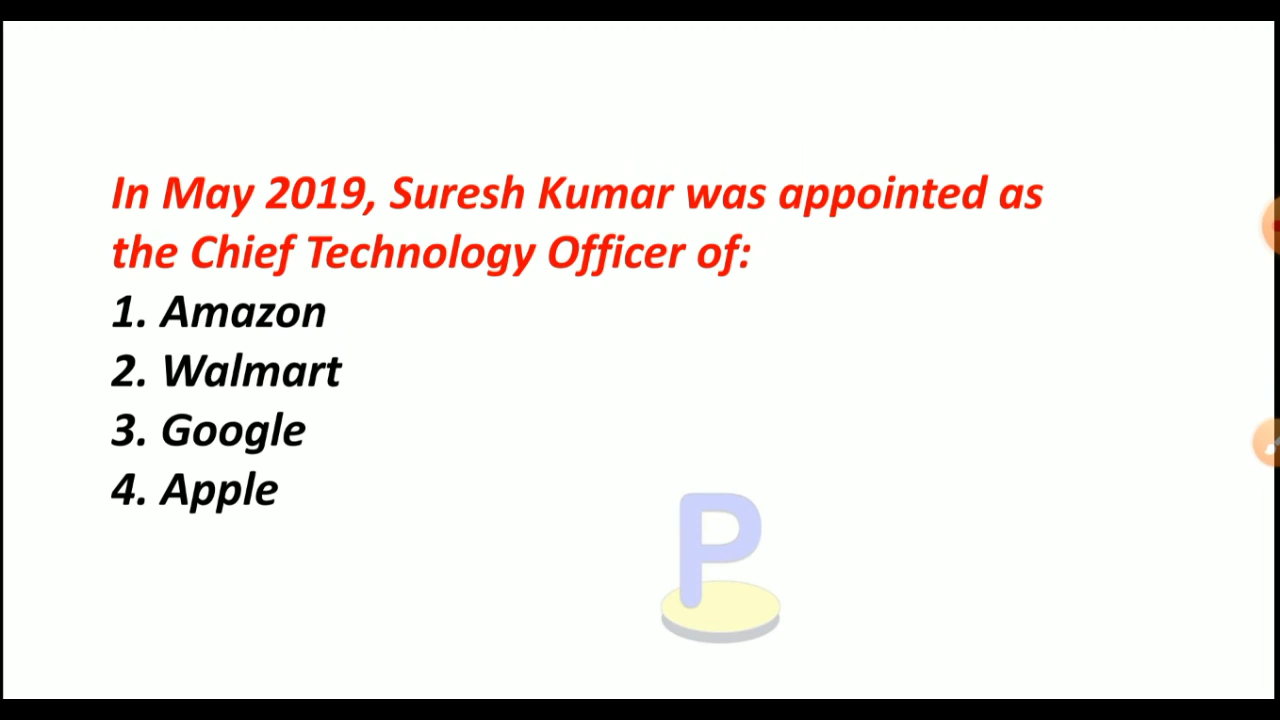 In May 2019, Suresh Kumar was appointed as
the Chief Technology Officer of:
1. Amazon
2. Walmart
3. Google
4. Apple
P